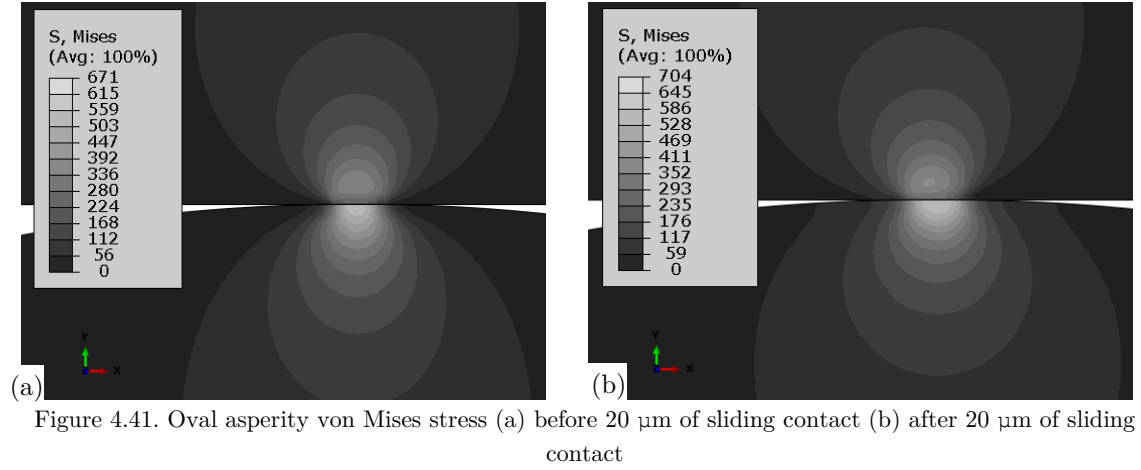 S, Mises
(Avg: 100%)
671
615
559
503
447
392
336
280
224
168
112
56
0
Y
X
(a)
S, Mises
(Avg: 100%)
704
645
586
528
469
411
352
293
235
176
117
59
0
Y
X
(b)
Figure 4.41. Oval asperity von Mises stress (a) before 20 μm of sliding contact (b) after 20 μm of sliding
contact